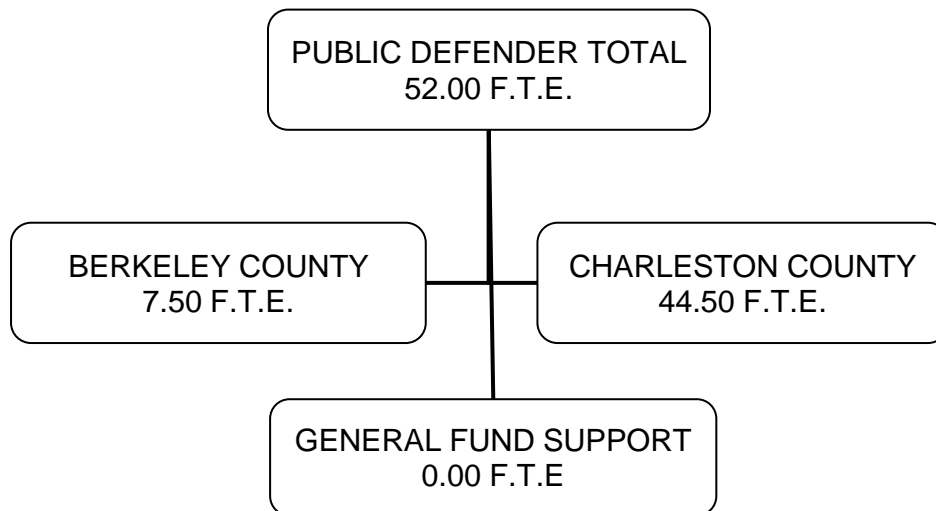 PUBLIC DEFENDER TOTAL
52.00 F.T.E.
BERKELEY COUNTY
7.50 F.T.E.
CHARLESTON COUNTY
44.50 F.T.E.
GENERAL FUND SUPPORT
0.00 F.T.E